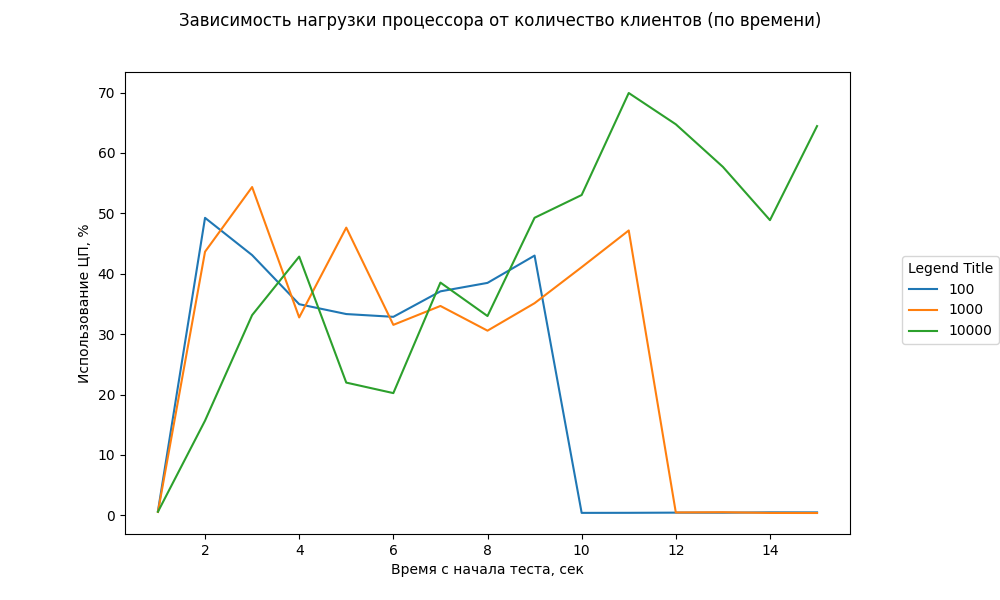 Зависимость нагрузки процессора от количество клиентов (по времени)
70
60
50
40
30
20
10
0
Использование ЦП, %
2 4 6 8 10 12 14
Время с начала теста, сек
Legend Title
100
1000
10000